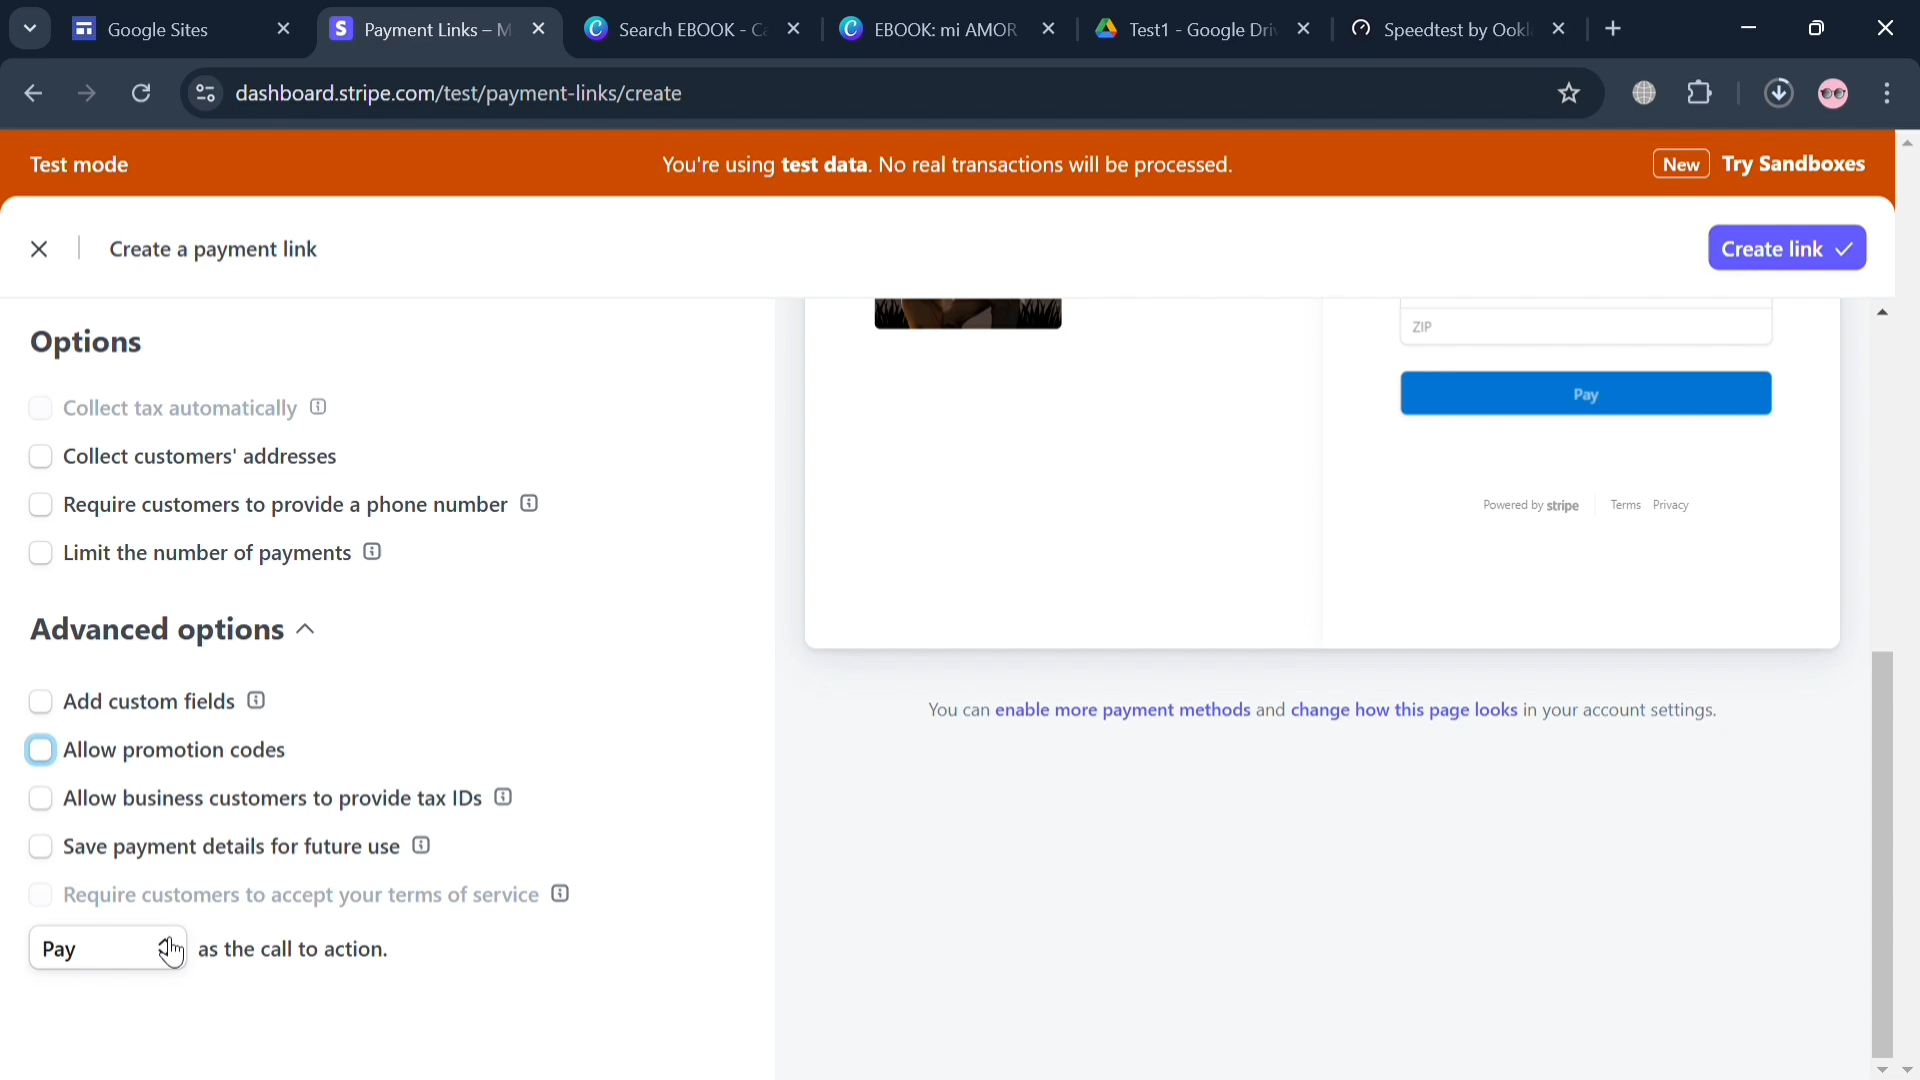 Google Sites
Payment Links – M
Search EBOOK - Ca
EBOOK: mi AMOR
Test1 - Google Driv
Speedtest by Ookl
dashboard.stripe.com/test/payment-links/create
Test mode
You're using test data. No real transactions will be processed.
New Try Sandboxes
Create a payment link
Create link
Options
Collect tax automatically
Collect customers' addresses
Require customers to provide a phone number
Limit the number of payments
Advanced options
Add custom fields
Allow promotion codes
Allow business customers to provide tax IDs
Save payment details for future use
Require customers to accept your terms of service
Pay as the call to action.
ZIP
Pay
Powered by stripe Terms Privacy
You can enable more payment methods and change how this page looks in your account settings.